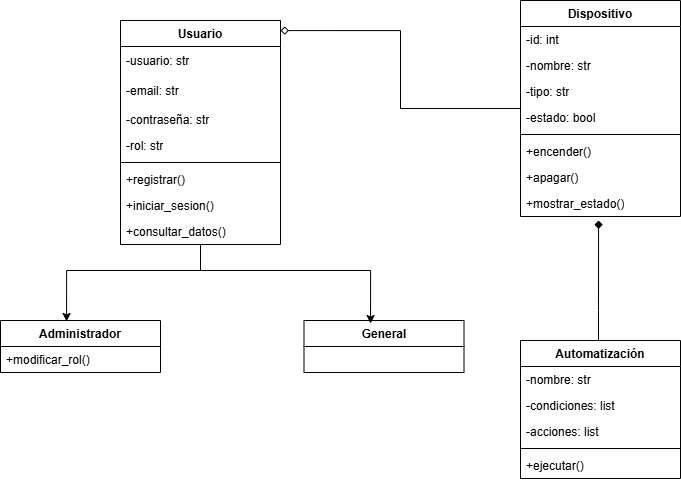 Usuario
-usuario: str
-email: str
-contraseña: str
-rol: str
+registrar()
+iniciar_sesion()
+consultar_datos()
Dispositivo
-id: int
-nombre: str
-tipo: str
-estado: bool
+encender()
+apagar()
+mostrar_estado()
Administrador
+modificar_rol()
General
Automatización
-nombre: str
-condiciones: list
-acciones: list
+ejecutar()